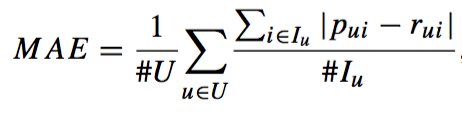 MAE = \frac{1}{\#U} \sum_{u \in U} \frac{\sum_{i \in I_u} |p_{ui} - r_{ui}|}{\#I_u},